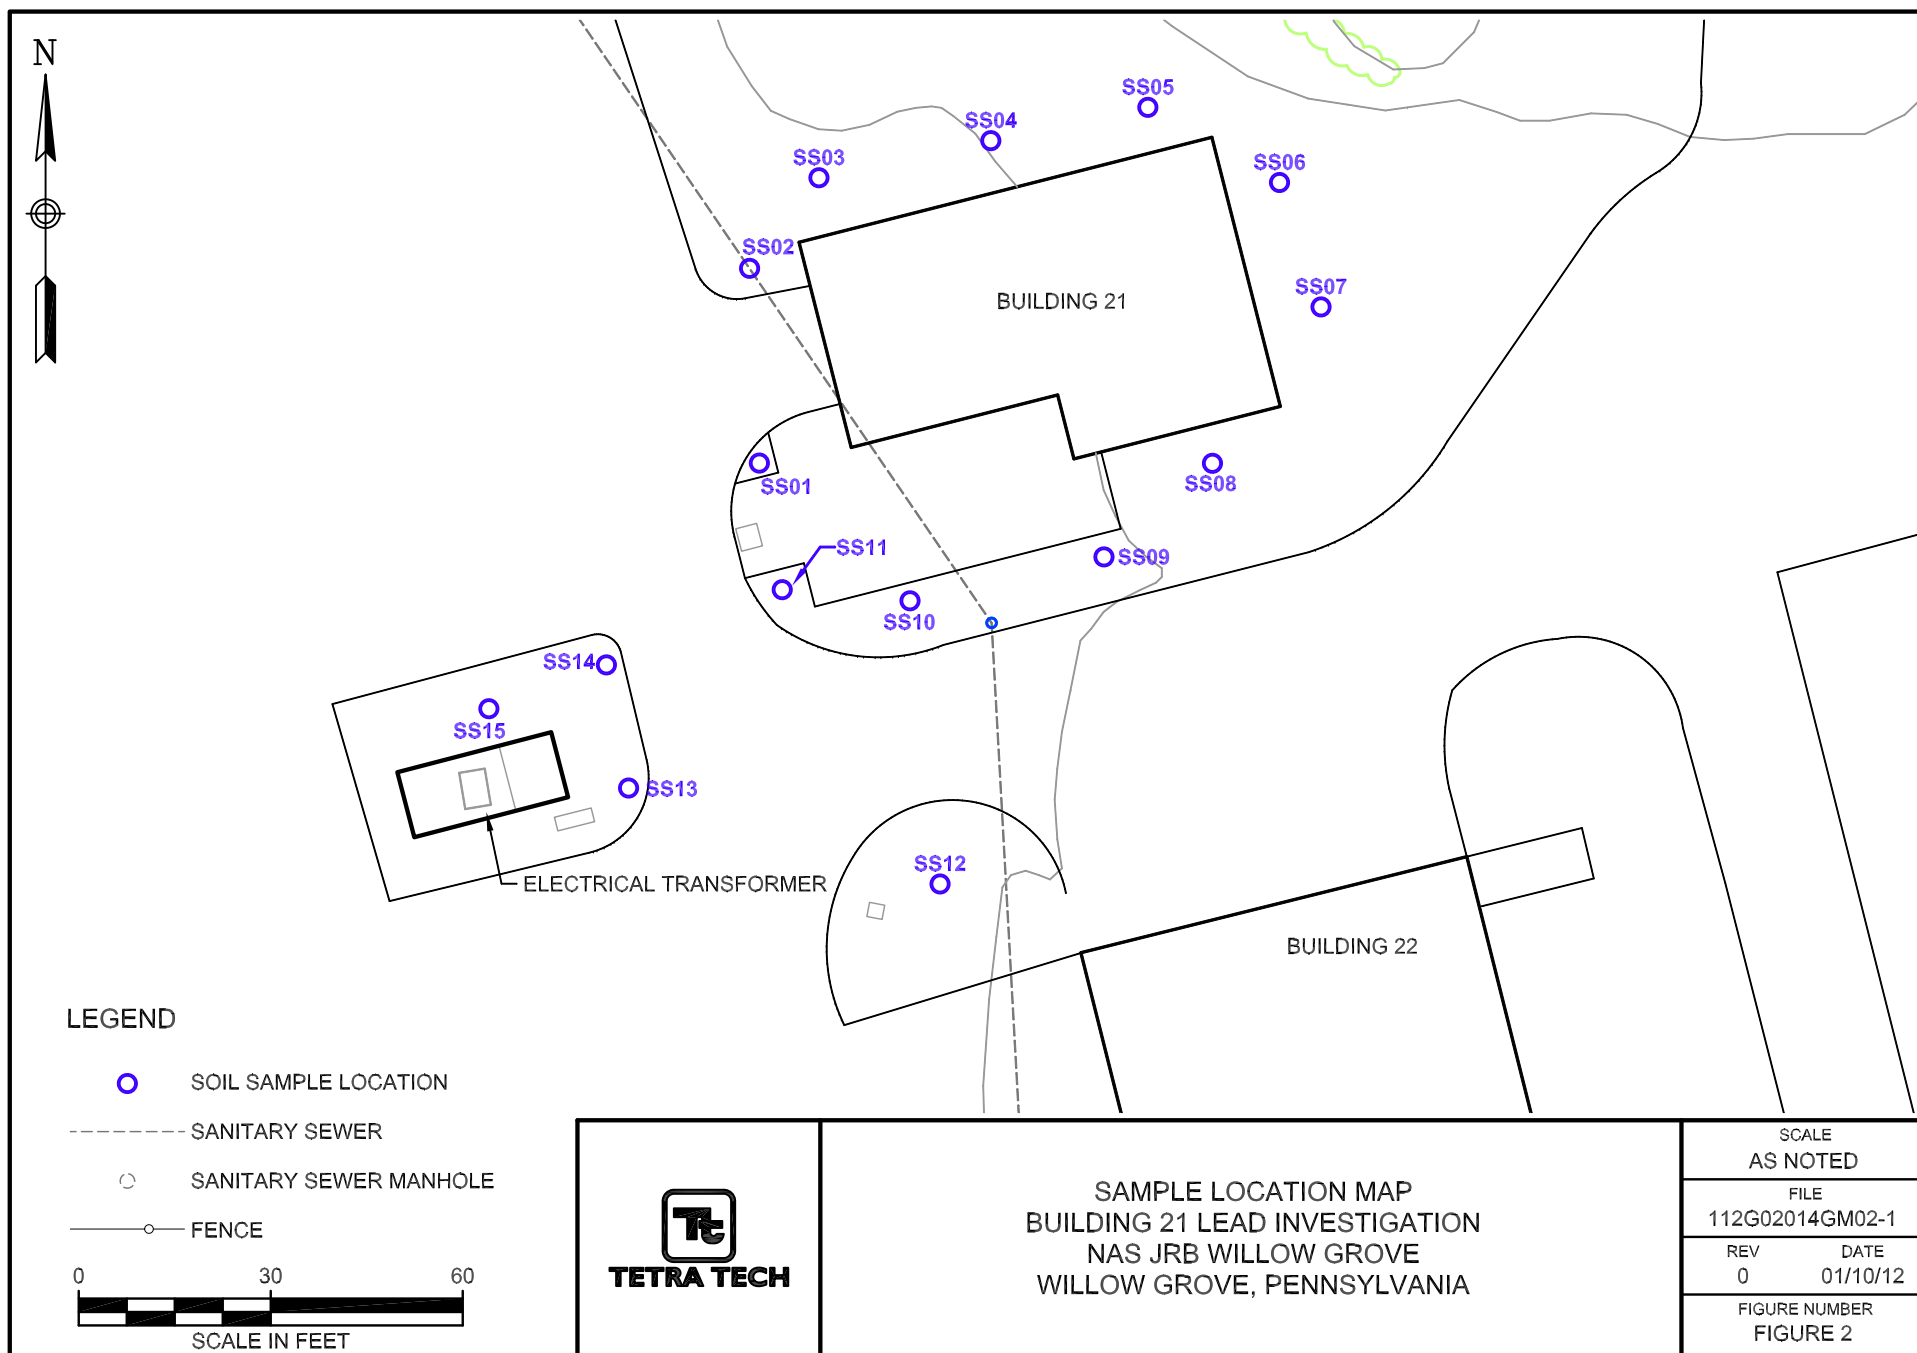 N
SS05
SS04
SS03
SS06
SS02
BUILDING 21
SS07
SS01
SS08
SS11
SS09
SS10
SS14
SS15
SS13
SS12
ELECTRICAL TRANSFORMER
BUILDING 22
LEGEND
SOIL SAMPLE LOCATION
SANITARY SEWER
SANITARY SEWER MANHOLE
FENCE
0 30 60
SCALE IN FEET
Tt
TETRA TECH
SAMPLE LOCATION MAP
BUILDING 21 LEAD INVESTIGATION
NAS JRB WILLOW GROVE
WILLOW GROVE, PENNSYLVANIA
SCALE
AS NOTED
FILE
112G02014GM02-1
REV DATE
0 01/10/12
FIGURE NUMBER
FIGURE 2